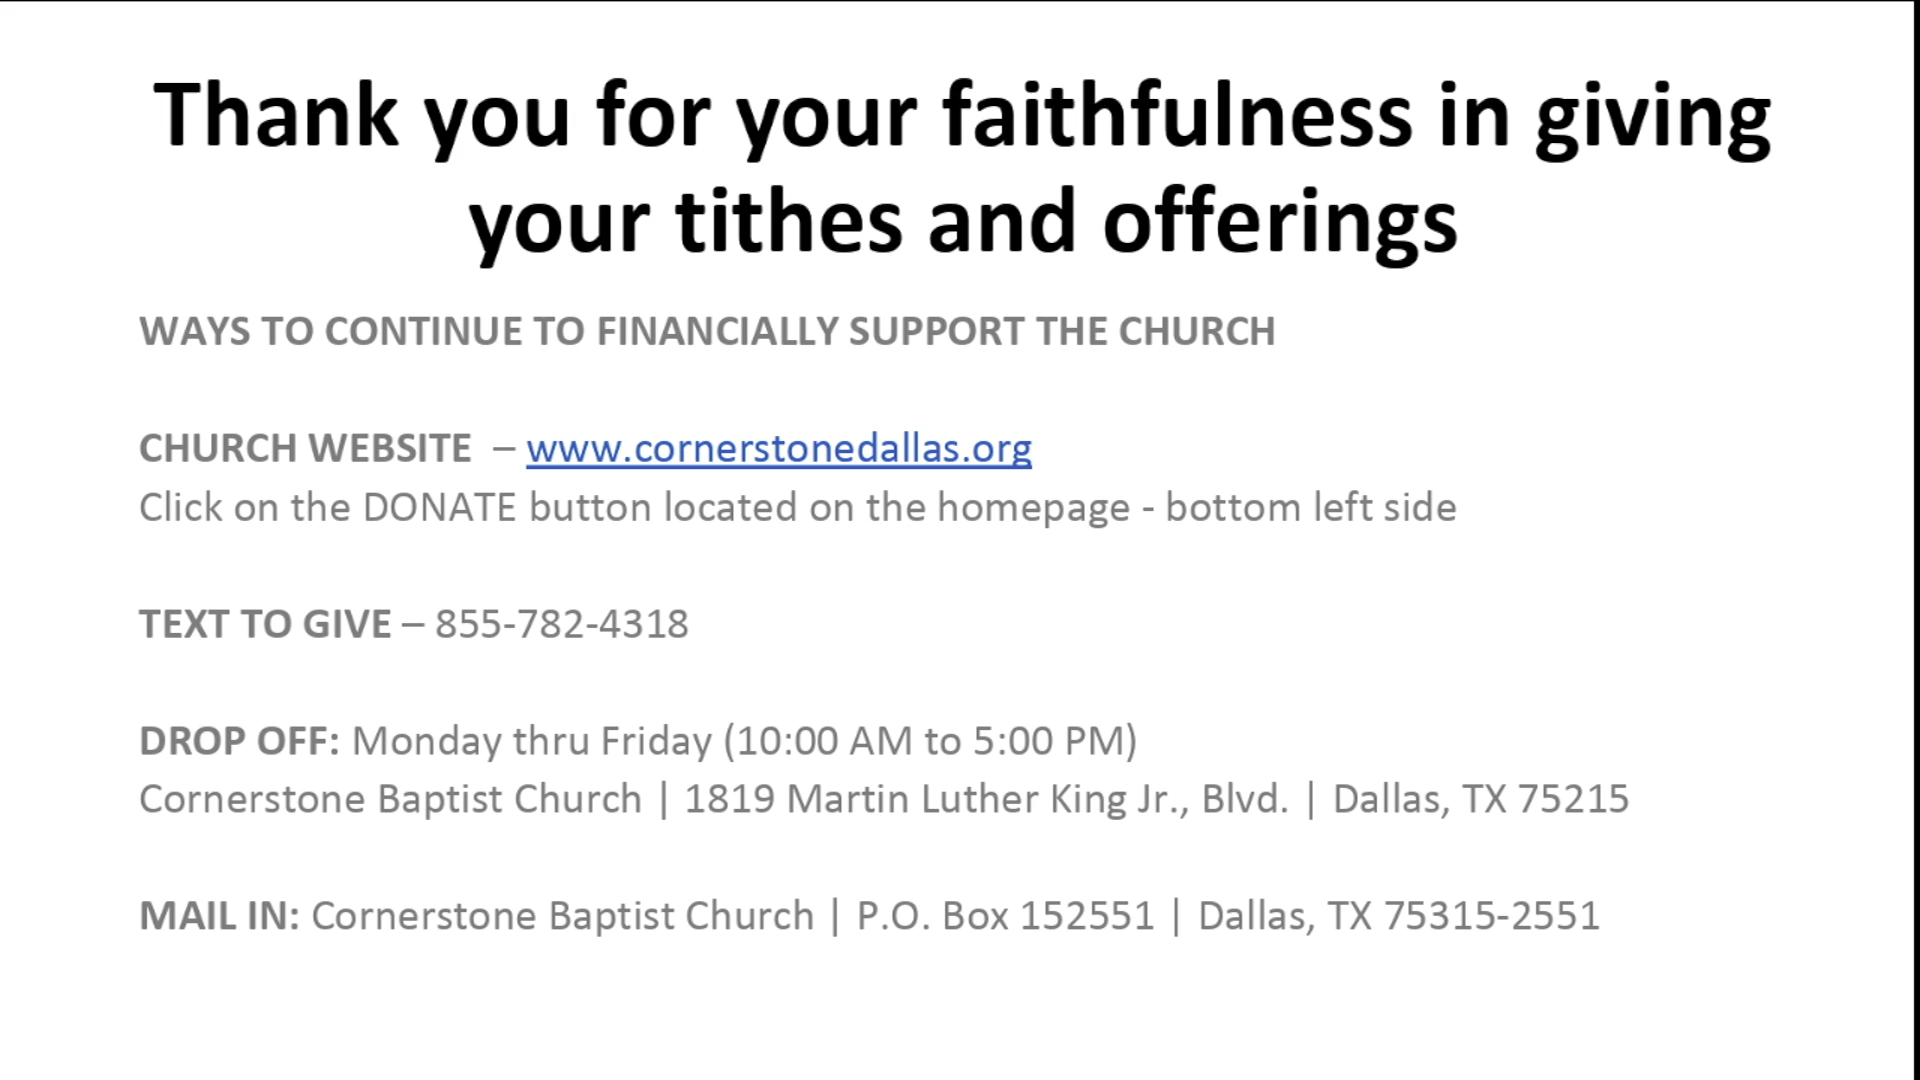 Thank you for your faithfulness in giving
your tithes and offerings
WAYS TO CONTINUE TO FINANCIALLY SUPPORT THE CHURCH
CHURCH WEBSITE – www.cornerstonedallas.org
Click on the DONATE button located on the homepage - bottom left side
TEXT TO GIVE – 855-782-4318
DROP OFF: Monday thru Friday (10:00 AM to 5:00 PM)
Cornerstone Baptist Church | 1819 Martin Luther King Jr., Blvd. | Dallas, TX 75215
MAIL IN: Cornerstone Baptist Church | P.O. Box 152551 | Dallas, TX 75315-2551